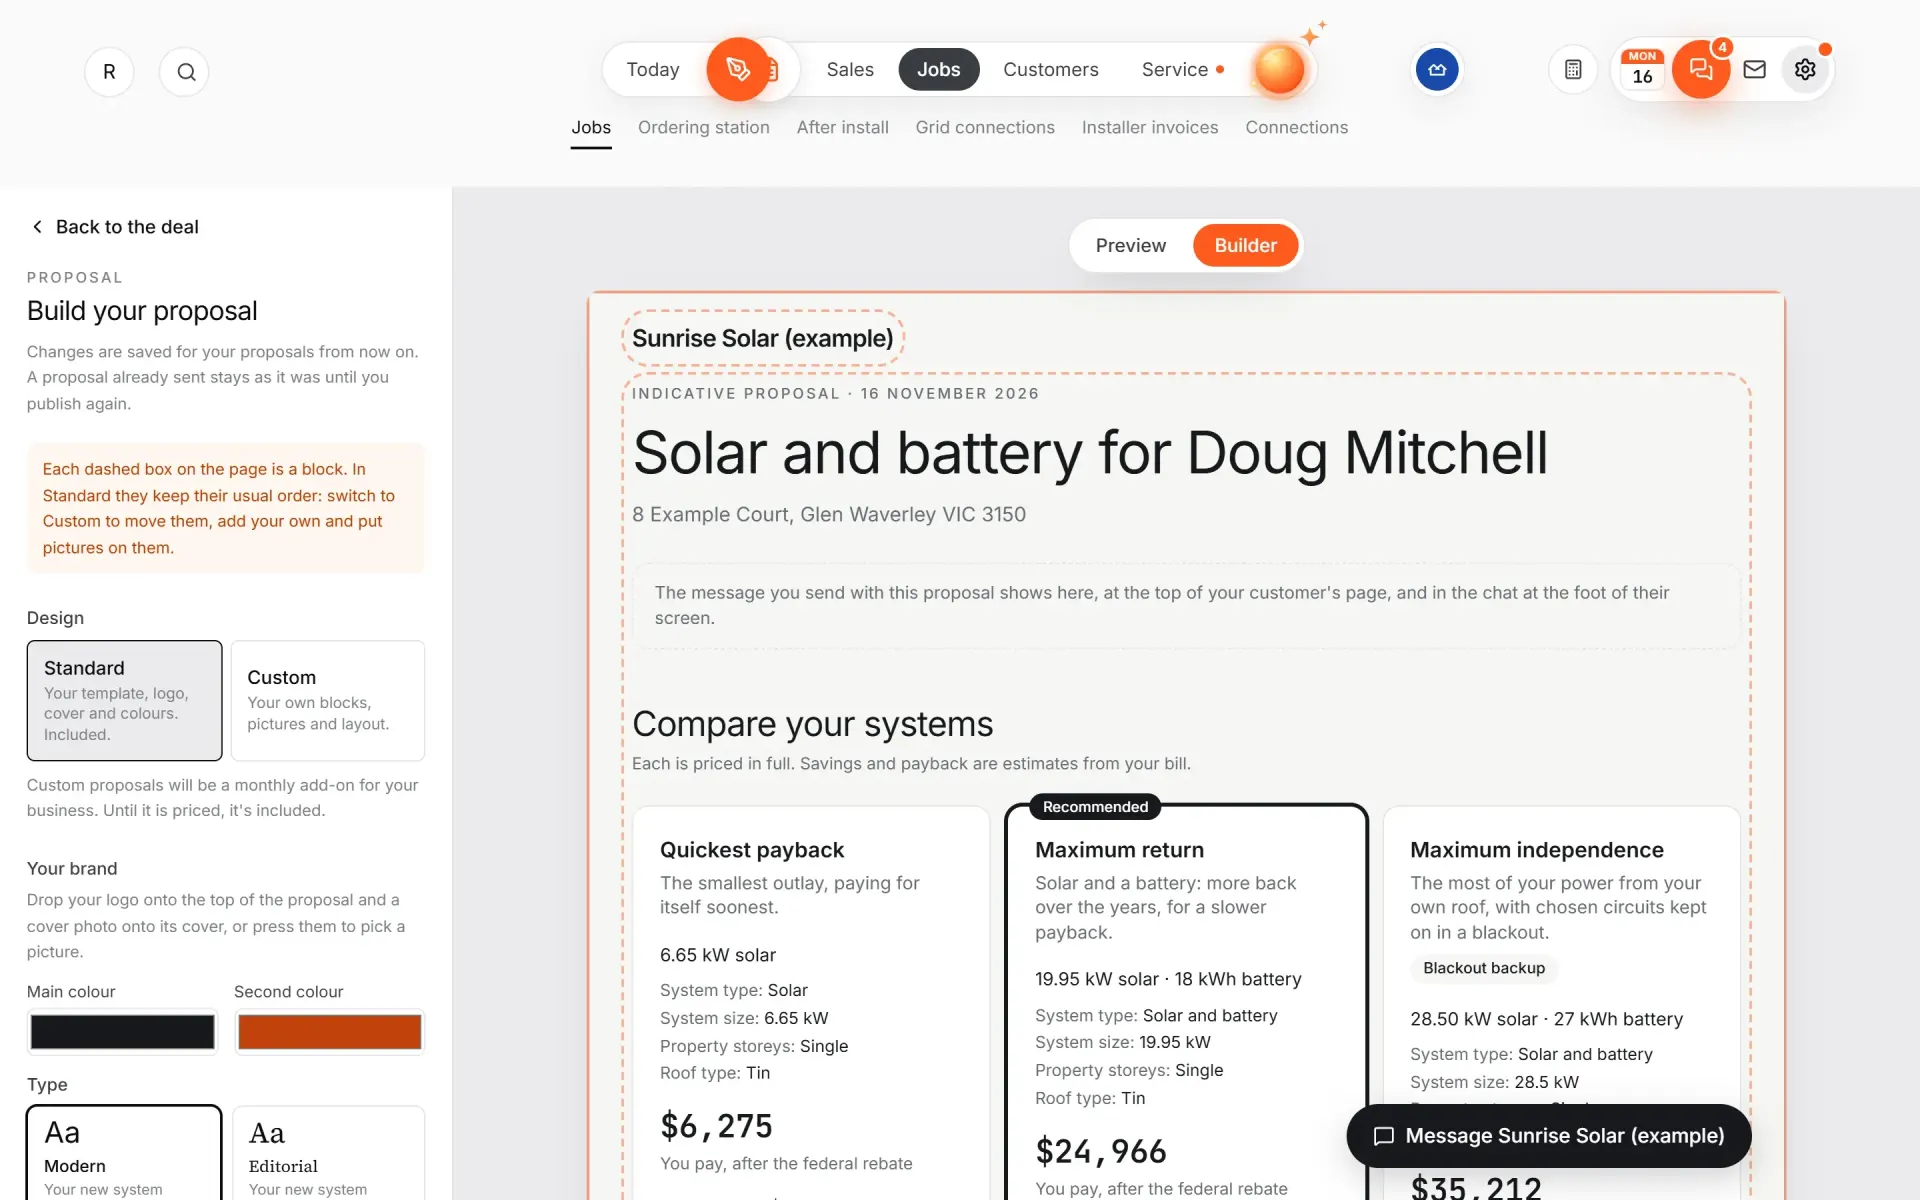 R
Today
Sales
Jobs
Customers
Service
MON
16
4
Jobs
Ordering station
After install
Grid connections
Installer invoices
Connections
Back to the deal
PROPOSAL
Build your proposal
Changes are saved for your proposals from now on.
A proposal already sent stays as it was until you
publish again.
Each dashed box on the page is a block. In
Standard they keep their usual order: switch to
Custom to move them, add your own and put
pictures on them.
Design
Standard
Your template, logo,
cover and colours.
Included.
Custom
Your own blocks,
pictures and layout.
Custom proposals will be a monthly add-on for your
business. Until it is priced, it's included.
Your brand
Drop your logo onto the top of the proposal and a
cover photo onto its cover, or press them to pick a
picture.
Main colour
Second colour
Type
Aa
Modern
Your new system
Aa
Editorial
Your new system
Preview
Builder
Sunrise Solar (example)
INDICATIVE PROPOSAL · 16 NOVEMBER 2026
Solar and battery for Doug Mitchell
8 Example Court, Glen Waverley VIC 3150
The message you send with this proposal shows here, at the top of your customer's page, and in the chat at the foot of their
screen.
Compare your systems
Each is priced in full. Savings and payback are estimates from your bill.
Quickest payback
The smallest outlay, paying for
itself soonest.
6.65 kW solar
System type: Solar
System size: 6.65 kW
Property storeys: Single
Roof type: Tin
$6,275
You pay, after the federal rebate
Recommended
Maximum return
Solar and a battery: more back
over the years, for a slower
payback.
19.95 kW solar · 18 kWh battery
System type: Solar and battery
System size: 19.95 kW
Property storeys: Single
Roof type: Tin
$24,966
You pay, after the federal rebate
Maximum independence
The most of your power from your
own roof, with chosen circuits kept
on in a blackout.
Blackout backup
28.50 kW solar · 27 kWh battery
System type: Solar and battery
System size: 28.5 kW
$35,212
Message Sunrise Solar (example)